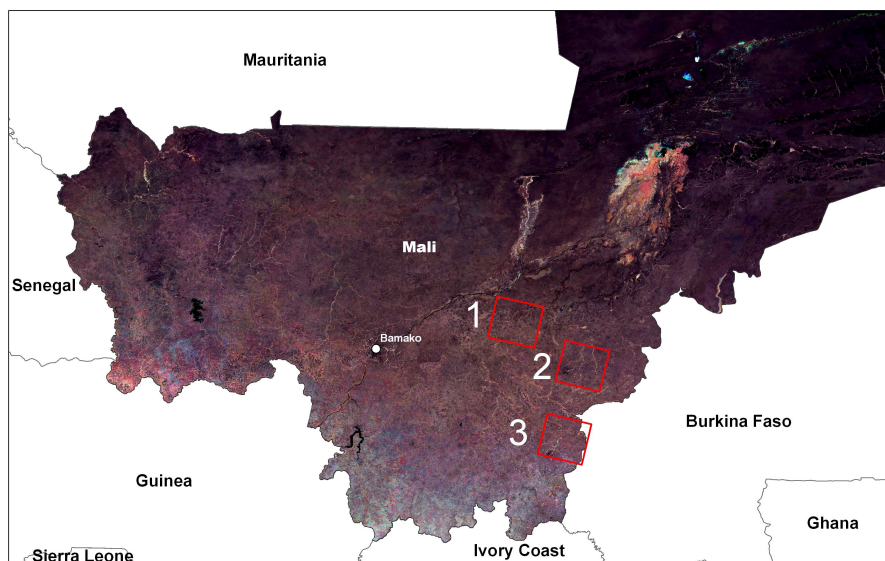 Mauritania
Mali
Senegal
1
Bamako
2
Burkina Faso
3
Guinea
Ghana
Ivory Coast
Sierra Leone